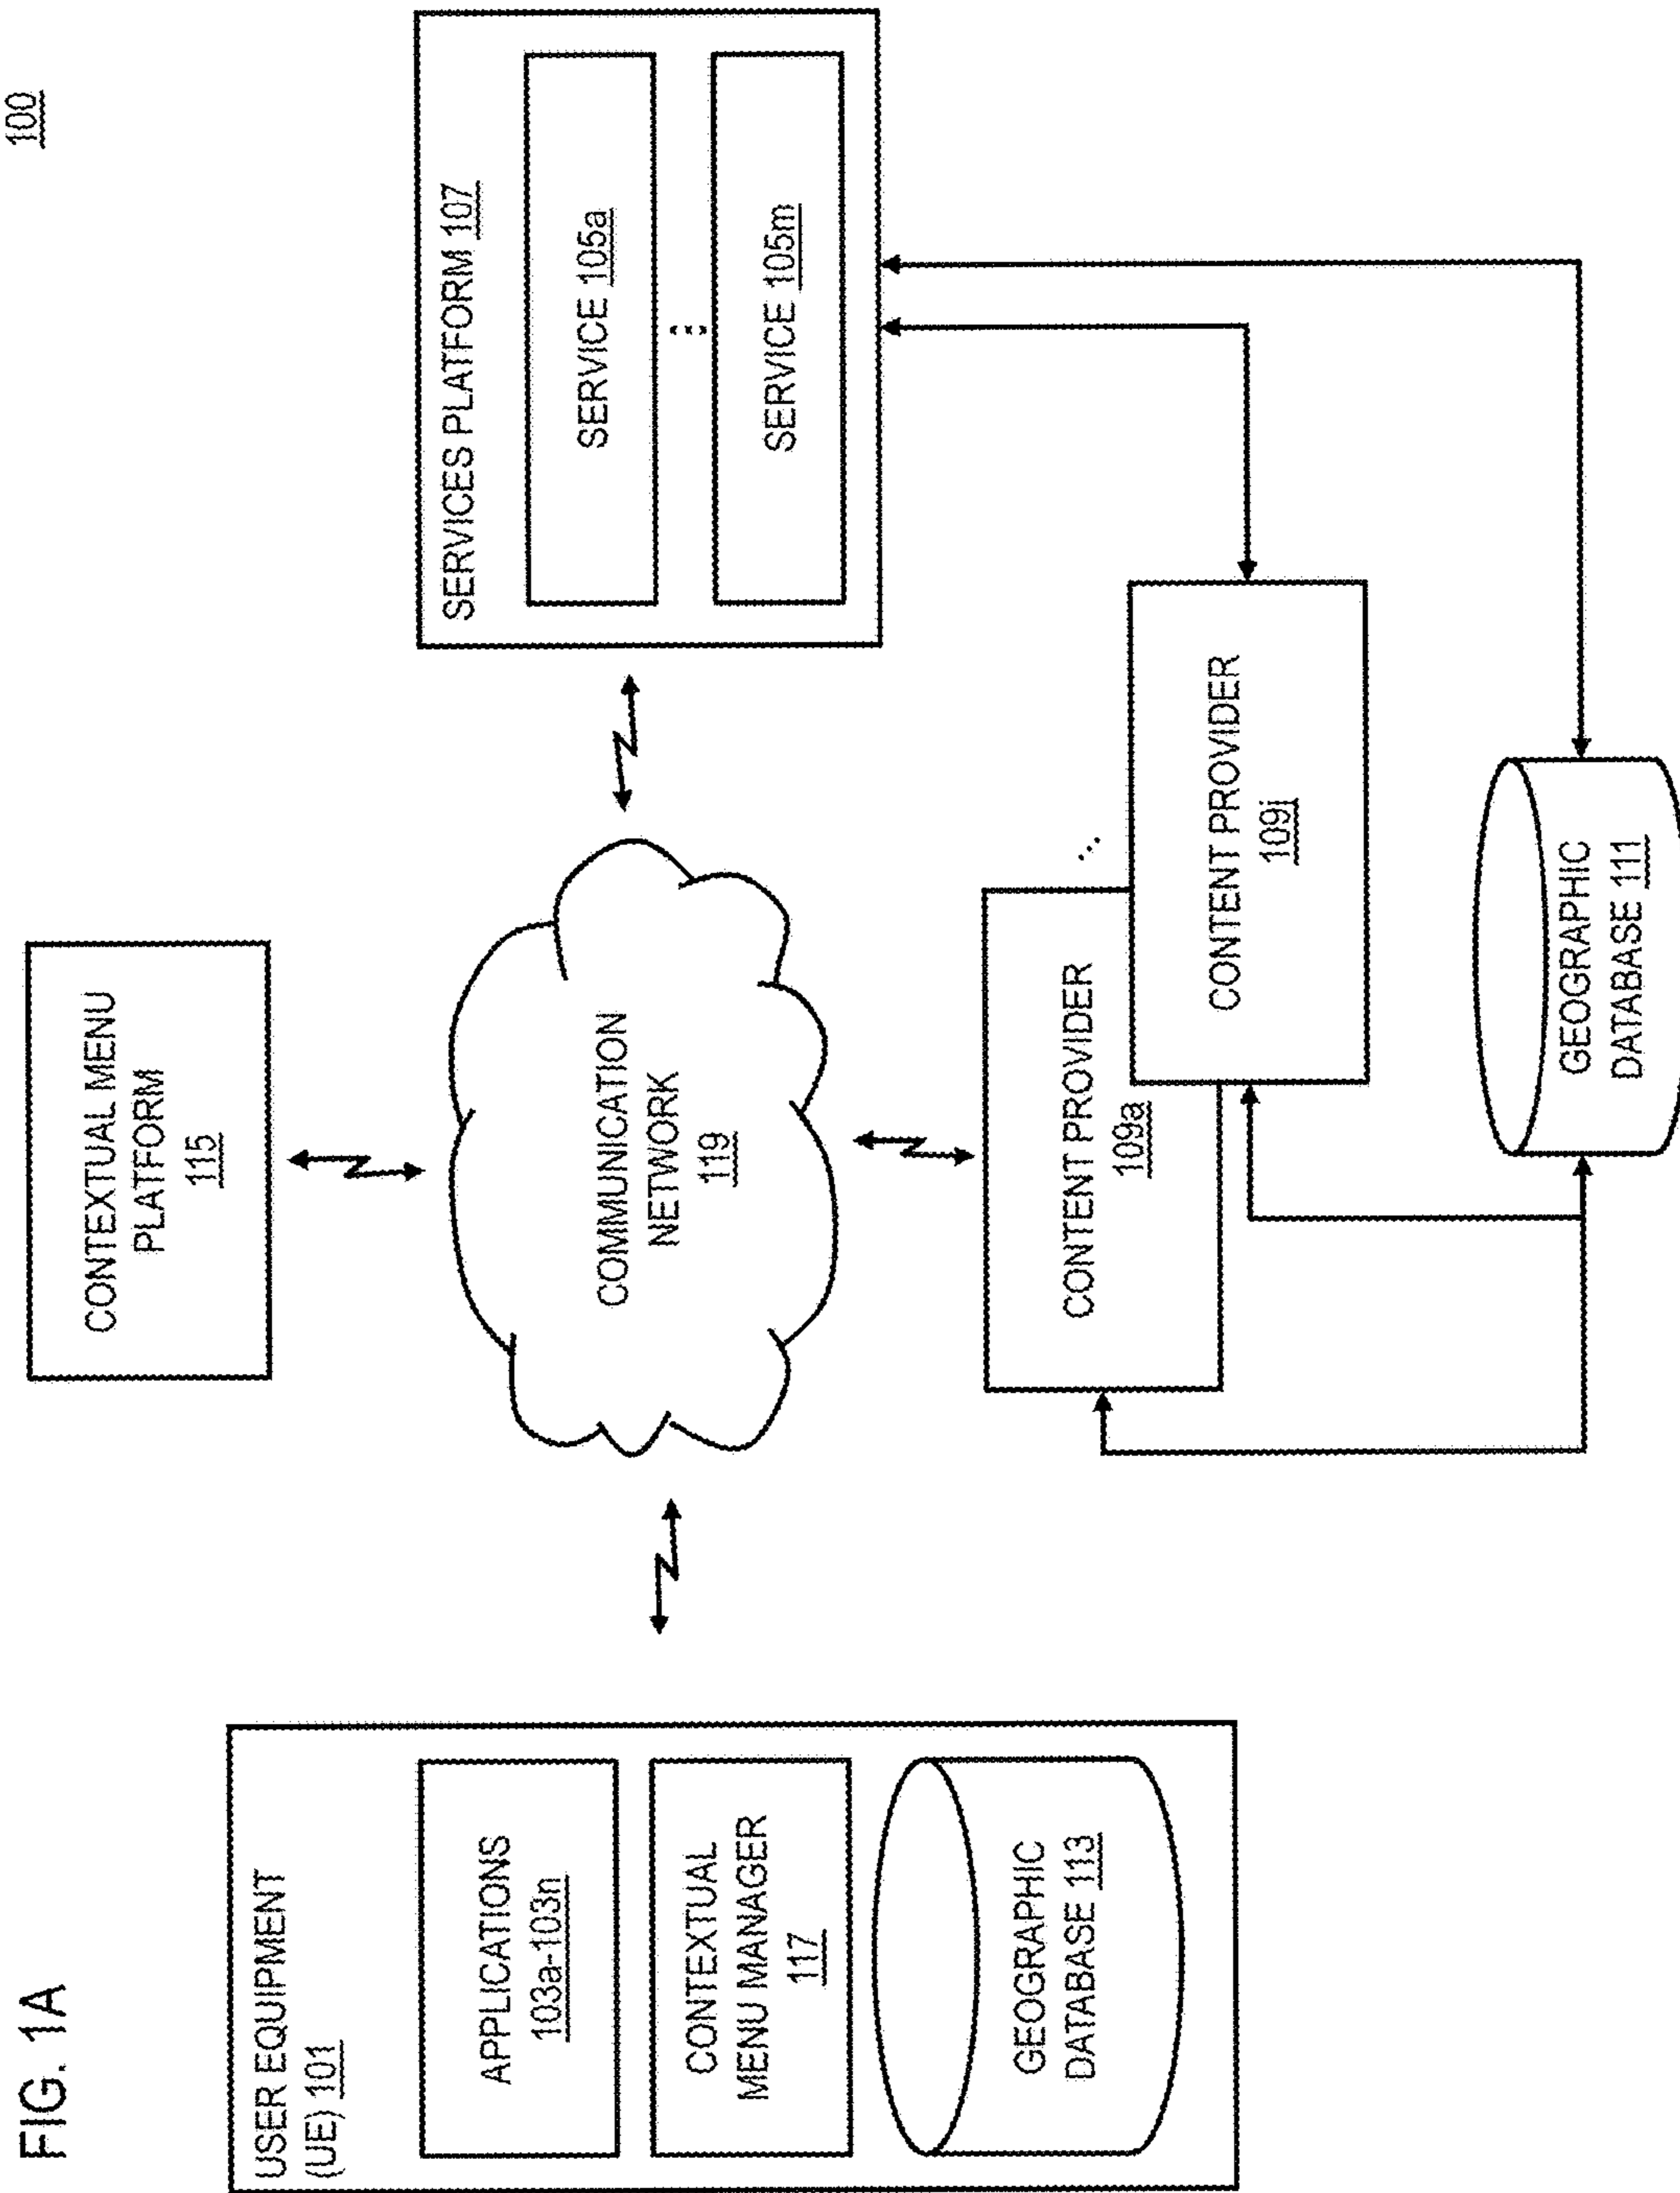 FIG. 1A
100
USER EQUIPMENT
(UE) 101
APPLICATIONS
103a-103n
CONTEXTUAL
MENU MANAGER
117
GEOGRAPHIC
DATABASE 113
CONTEXTUAL MENU
PLATFORM
115
COMMUNICATION
NETWORK
119
SERVICES PLATFORM 107
SERVICE 105a
SERVICE 105m
CONTENT PROVIDER
109a
...
CONTENT PROVIDER
109j
GEOGRAPHIC
DATABASE 111